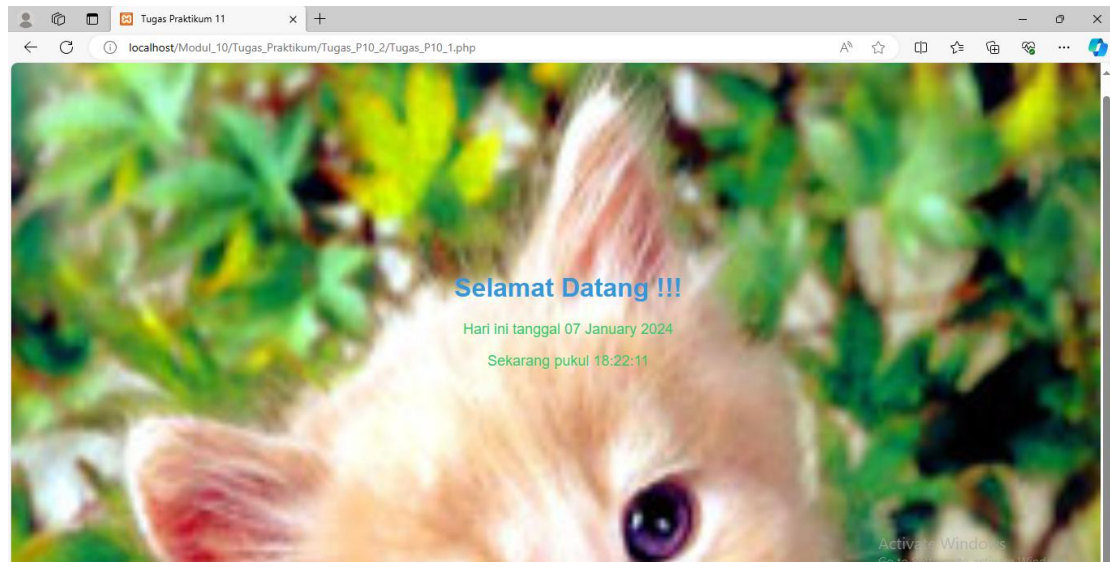 Tugas Praktikum 11
localhost/Modul_10/Tugas_Praktikum/Tugas_P10_2/Tugas_P10_1.php
Selamat Datang !!!
Hari ini tanggal 07 January 2024
Sekarang pukul 18:22:11
Activate Windows